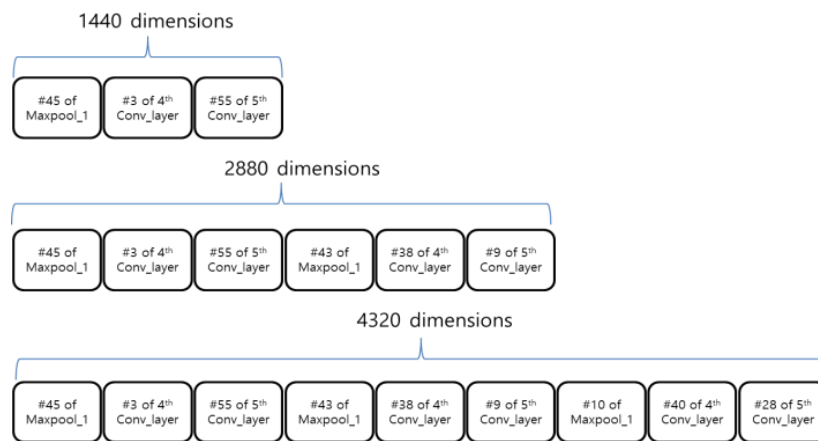 1440 dimensions
#45 of #3 of 4th #55 of 5th
Maxpool_1 Conv_layer Conv_layer
2880 dimensions
#45 of #3 of 4th #55 of 5th #43 of #38 of 4th #9 of 5th
Maxpool_1 Conv_layer Conv_layer Maxpool_1 Conv_layer Conv_layer
4320 dimensions
#45 of #3 of 4th #55 of 5th #43 of #38 of 4th #9 of 5th #10 of #40 of 4th #28 of 5th
Maxpool_1 Conv_layer Conv_layer Maxpool_1 Conv_layer Conv_layer Maxpool_1 Conv_layer Conv_layer